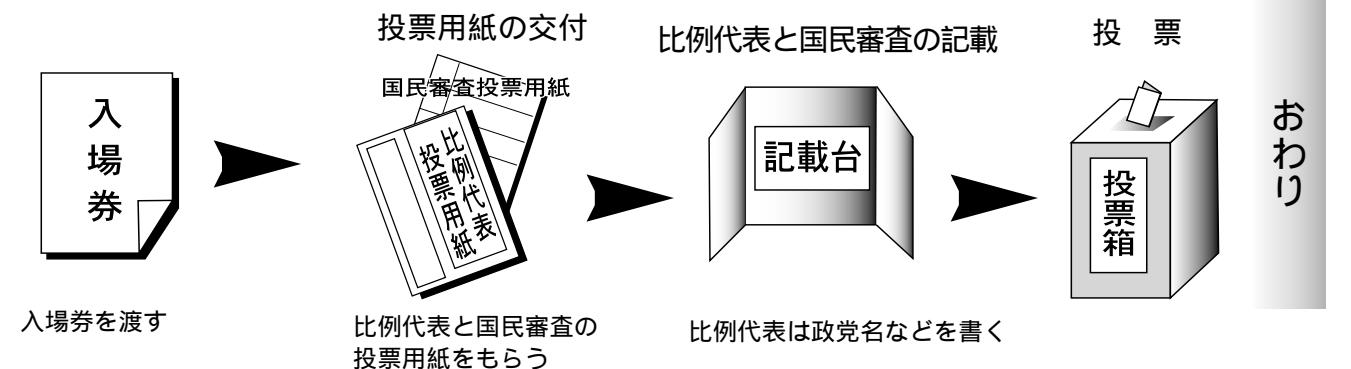 入場券
入場券を渡す
投票用紙の交付
国民審査投票用紙
比例代表
投票用紙
比例代表と国民審査の
投票用紙をもらう
比例代表と国民審査の記載
記載台
比例代表は政党名などを書く
投　票
投票箱
おわり